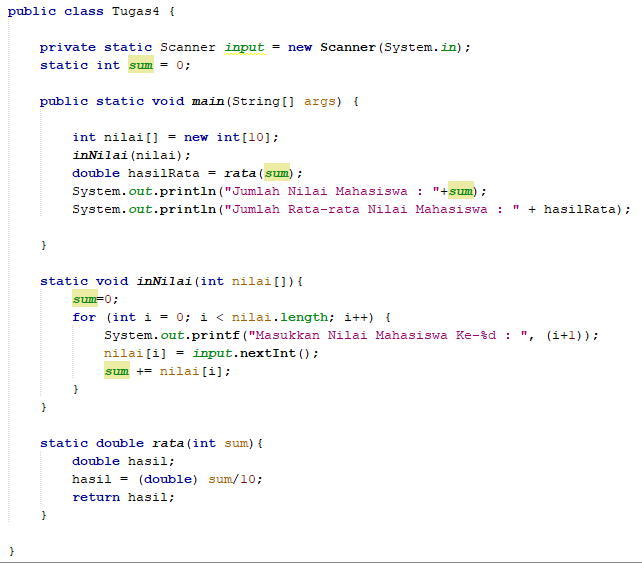 public class Tugas4 {
private static Scanner input = new Scanner(System.in);
static int sum = 0;
public static void main(String[] args) {
int nilai[] = new int[10];
inNilai(nilai);
double hasilRata = rata(sum);
System.out.println("Jumlah Nilai Mahasiswa : "+sum);
System.out.println("Jumlah Rata-rata Nilai Mahasiswa : " + hasilRata);
}
static void inNilai(int nilai[]){
sum=0;
for (int i = 0; i < nilai.length; i++) {
System.out.printf("Masukkan Nilai Mahasiswa Ke-%d : ", (i+1));
nilai[i] = input.nextInt();
sum += nilai[i];
}
}
static double rata(int sum){
double hasil;
hasil = (double) sum/10;
return hasil;
}
}